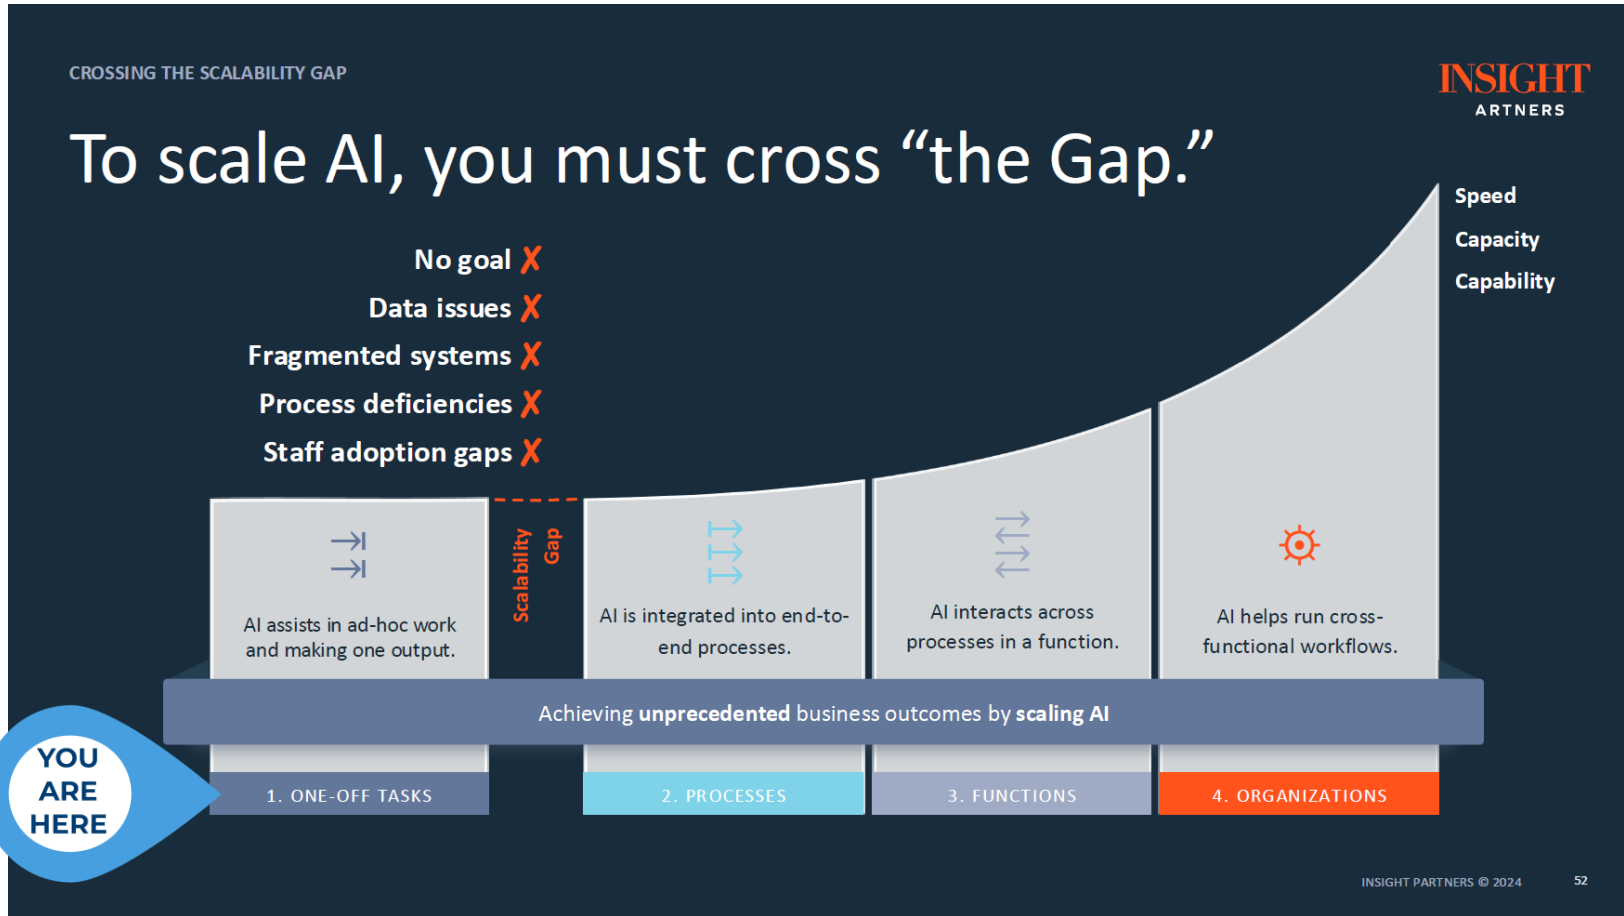 CROSSING THE SCALABILITY GAP
INSIGHT
ARTNERS
To scale AI, you must cross “the Gap.”
Speed
Capacity
Capability
No goal ✗
Data issues ✗
Fragmented systems ✗
Process deficiencies ✗
Staff adoption gaps ✗
Scalability
Gap
AI assists in ad-hoc work
and making one output.
AI is integrated into end-to-
end processes.
AI interacts across
processes in a function.
AI helps run cross-
functional workflows.
Achieving unprecedented business outcomes by scaling AI
YOU
ARE
HERE
1. ONE-OFF TASKS
2. PROCESSES
3. FUNCTIONS
4. ORGANIZATIONS
INSIGHT PARTNERS © 2024
52